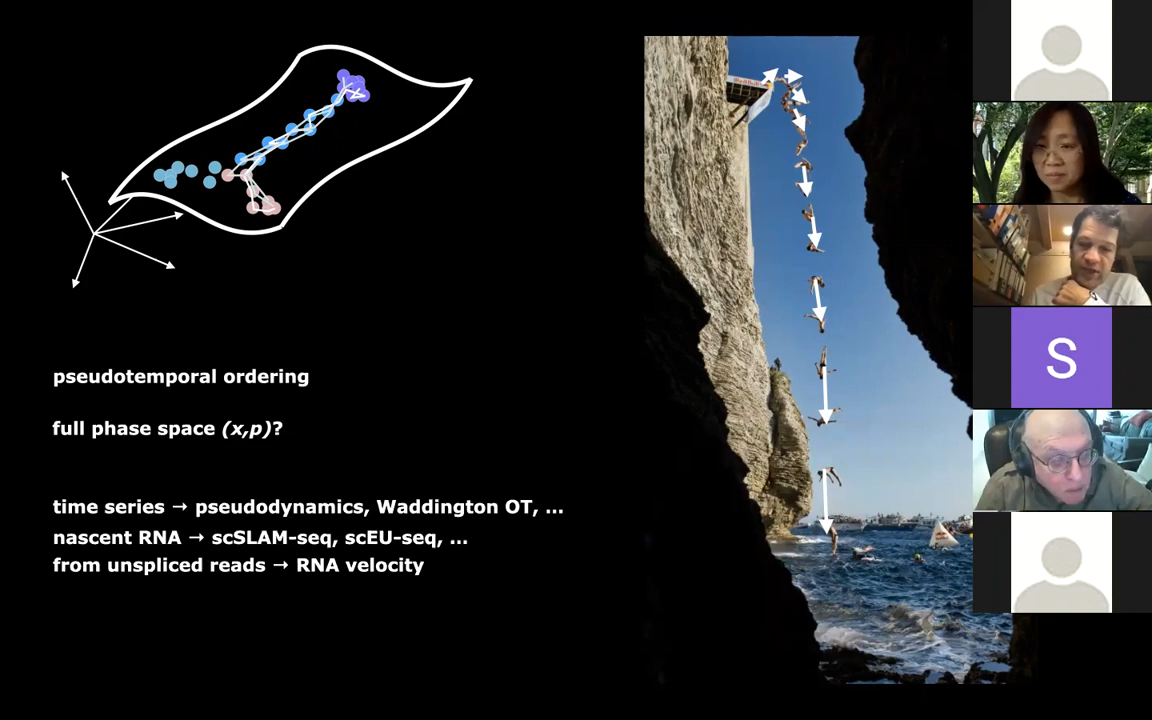 pseudotemporal ordering
full phase space (x,p)?
time series → pseudodynamics, Waddington OT, ...
nascent RNA → scSLAM-seq, scEU-seq, ...
from unspliced reads → RNA velocity
S